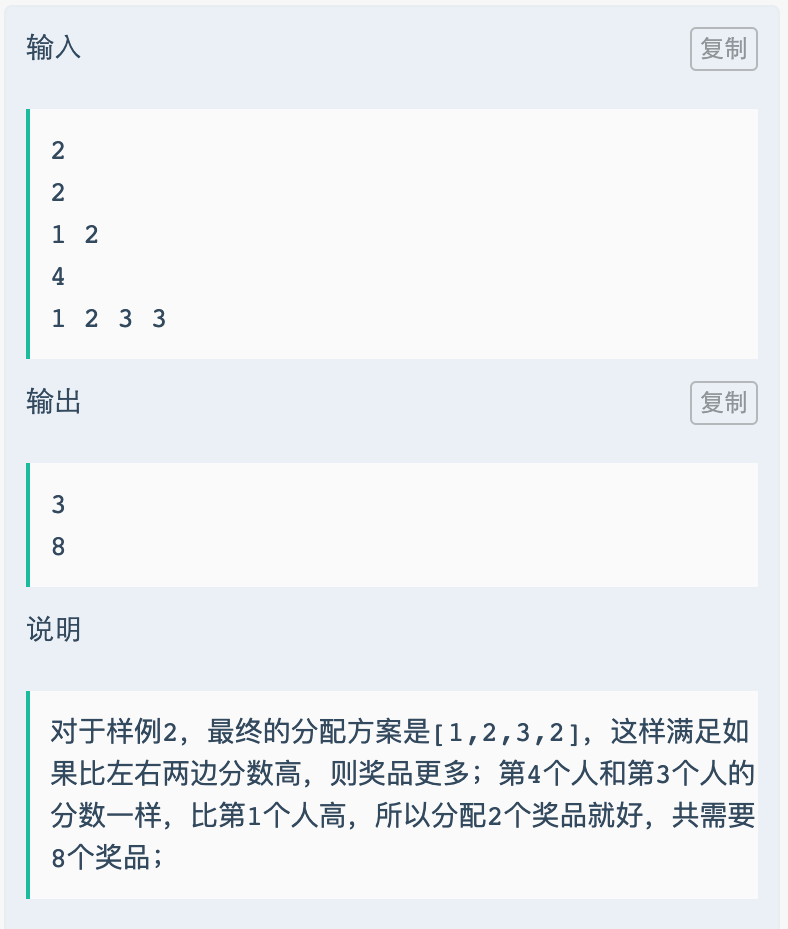 输入
复制
2
2
1 2
4
1 2 3 3
输出
复制
3
8
说明
对于样例2，最终的分配方案是[1,2,3,2]，这样满足如
果比左右两边分数高，则奖品更多；第4个人和第3个人的
分数一样，比第1个人高，所以分配2个奖品就好，共需要
8个奖品；